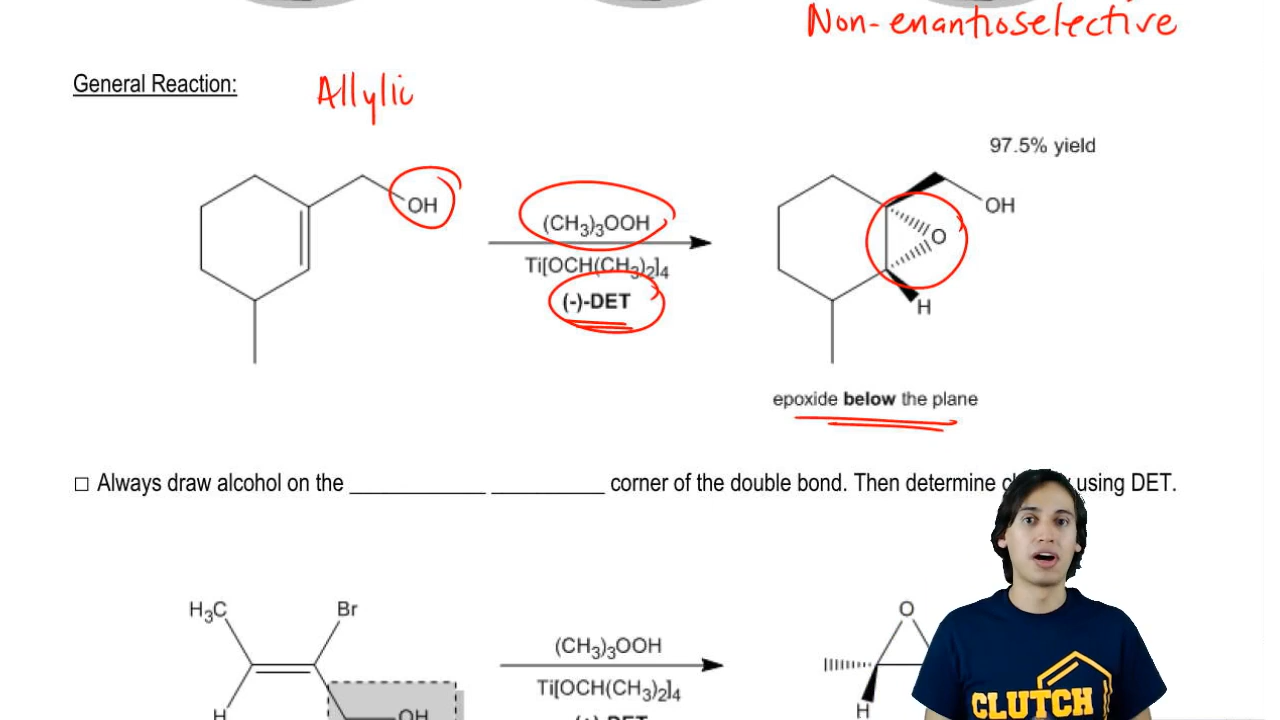 Non-enantioselective
General Reaction:
Allylic
97.5% yield
OH
(CH3)3OOH
OH
O
Ti[OCH(CH3)2]4
(-)-DET
H
epoxide below the plane
□ Always draw alcohol on the ____________ __________ corner of the double bond. Then determine using DET.
H3C
Br
O
(CH3)3OOH
Ti[OCH(CH3)2]4
H
OH
H
CLUTCH